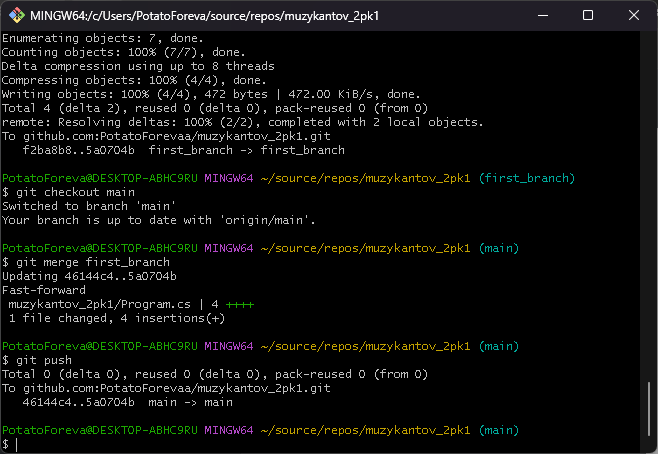 MINGW64:/c/Users/PotatoForeva/source/repos/muzykantov_2pk1
Enumerating objects: 7, done.
Counting objects: 100% (7/7), done.
Delta compression using up to 8 threads
Compressing objects: 100% (4/4), done.
Writing objects: 100% (4/4), 472 bytes | 472.00 KiB/s, done.
Total 4 (delta 2), reused 0 (delta 0), pack-reused 0 (from 0)
remote: Resolving deltas: 100% (2/2), completed with 2 local objects.
To github.com:PotatoForevaa/muzykantov_2pk1.git
   f2ba8b8..5a0704b  first_branch -> first_branch

PotatoForeva@DESKTOP-ABHC9RU MINGW64 ~/source/repos/muzykantov_2pk1 (first_branch)
$ git checkout main
Switched to branch 'main'
Your branch is up to date with 'origin/main'.

PotatoForeva@DESKTOP-ABHC9RU MINGW64 ~/source/repos/muzykantov_2pk1 (main)
$ git merge first_branch
Updating 46144c4..5a0704b
Fast-forward
 muzykantov_2pk1/Program.cs | 4 ++++
 1 file changed, 4 insertions(+)

PotatoForeva@DESKTOP-ABHC9RU MINGW64 ~/source/repos/muzykantov_2pk1 (main)
$ git push
Total 0 (delta 0), reused 0 (delta 0), pack-reused 0 (from 0)
To github.com:PotatoForevaa/muzykantov_2pk1.git
   46144c4..5a0704b  main -> main

PotatoForeva@DESKTOP-ABHC9RU MINGW64 ~/source/repos/muzykantov_2pk1 (main)
$